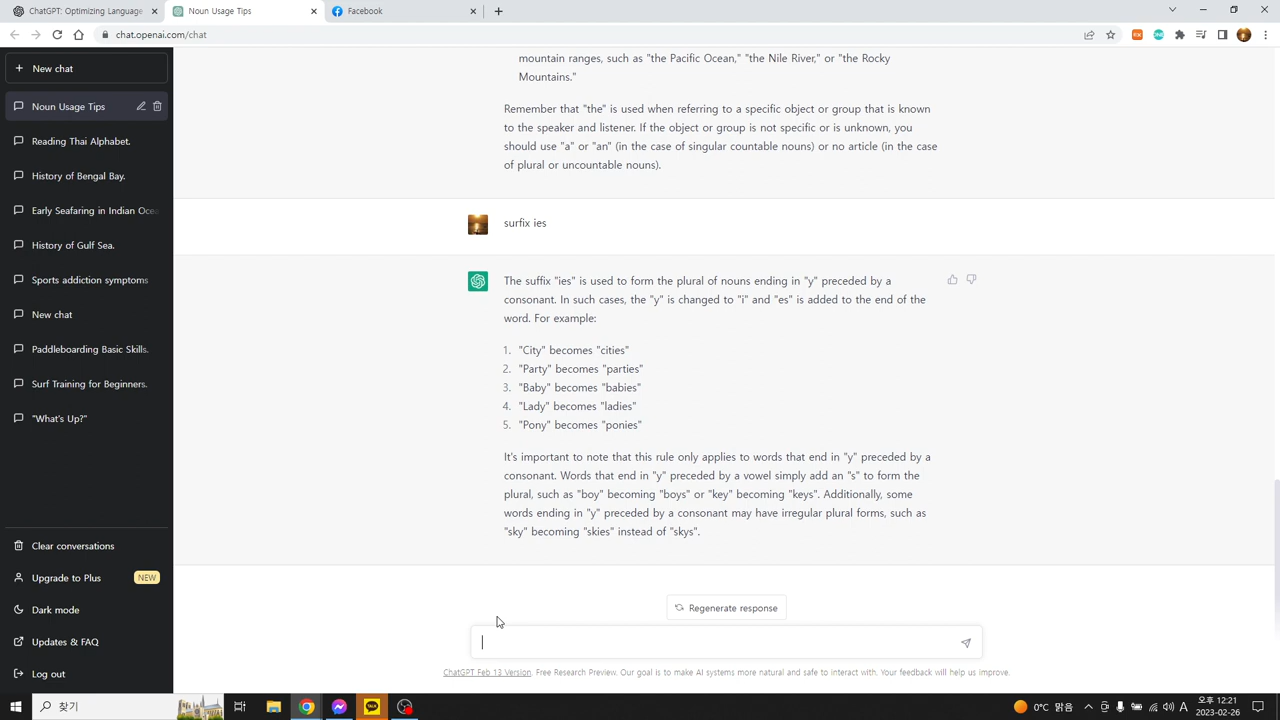 ChatGPT: Optimizing Language
Noun Usage Tips
Facebook
chat.openai.com/chat
New chat
Noun Usage Tips
Reading Thai Alphabet.
History of Bengal Bay.
Early Seafaring in Indian Ocea
History of Gulf Sea.
Sports addiction symptoms
New chat
Paddleboarding Basic Skills.
Surf Training for Beginners.
"What's Up?"
Clear conversations
Upgrade to Plus NEW
Dark mode
Updates & FAQ
Log out
mountain ranges, such as "the Pacific Ocean," "the Nile River," or "the Rocky
Mountains."
Remember that "the" is used when referring to a specific object or group that is known
to the speaker and listener. If the object or group is not specific or is unknown, you
should use "a" or "an" (in the case of singular countable nouns) or no article (in the case
of plural or uncountable nouns).
surfix ies
The suffix "ies" is used to form the plural of nouns ending in "y" preceded by a
consonant. In such cases, the "y" is changed to "i" and "es" is added to the end of the
word. For example:
1. "City" becomes "cities"
2. "Party" becomes "parties"
3. "Baby" becomes "babies"
4. "Lady" becomes "ladies"
5. "Pony" becomes "ponies"
It's important to note that this rule only applies to words that end in "y" preceded by a
consonant. Words that end in "y" preceded by a vowel simply add an "s" to form the
plural, such as "boy" becoming "boys" or "key" becoming "keys". Additionally, some
words ending in "y" preceded by a consonant may have irregular plural forms, such as
"sky" becoming "skies" instead of "skys".
Regenerate response
ChatGPT Feb 13 Version. Free Research Preview. Our goal is to make AI systems more natural and safe to interact with. Your feedback will help us improve.
찾기
TALK
0°C 맑음
A
오후 12:21
2023-02-26